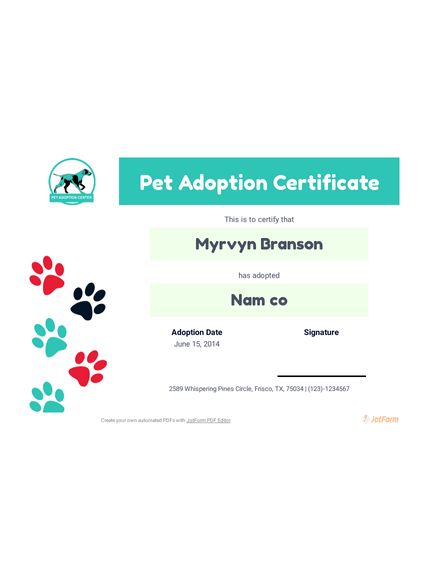 PET ADOPTION CENTER
Pet Adoption Certificate
This is to certify that
Myrvyn Branson
has adopted
Nam co
Adoption Date
Signature
June 15, 2014
2589 Whispering Pines Circle, Frisco, TX, 75034 | (123)-1234567
Create your own automated PDFs with JotForm PDF Editor
JotForm